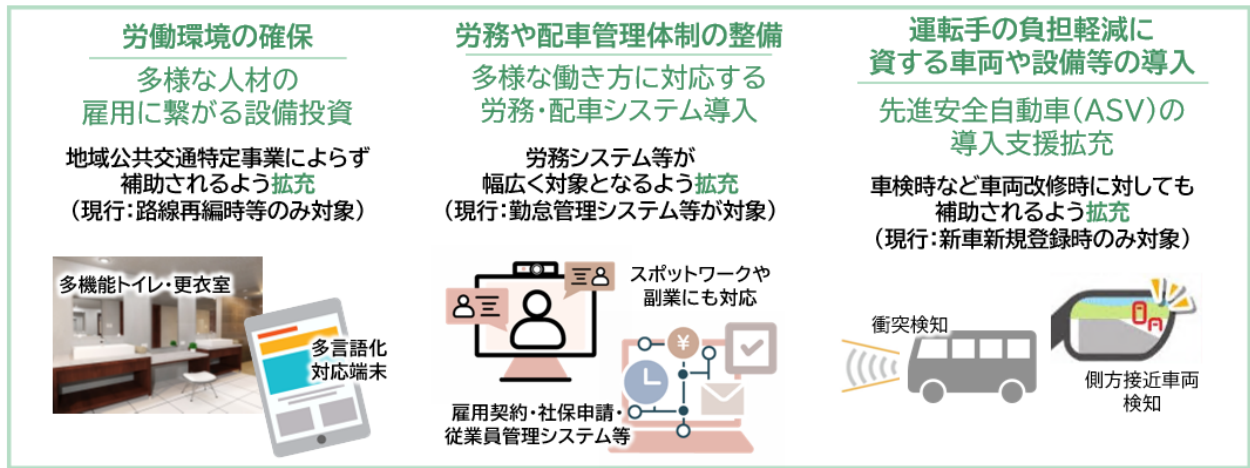 労働環境の確保
多様な人材の
雇用に繋がる設備投資
地域公共交通特定事業によらず
補助されるよう拡充
（現行：路線再編時等のみ対象）
多機能トイレ・更衣室
多言語化
対応端末
労務や配車管理体制の整備
多様な働き方に対応する
労務・配車システム導入
労務システム等が
幅広く対象となるよう拡充
（現行：勤怠管理システム等が対象）
スポットワークや
副業にも対応
¥
雇用契約・社保申請・
従業員管理システム等
運転手の負担軽減に
資する車両や設備等の導入
先進安全自動車（ASV）の
導入支援拡充
車検時など車両改修時に対しても
補助されるよう拡充
（現行：新車新規登録時のみ対象）
衝突検知
側方接近車両
検知